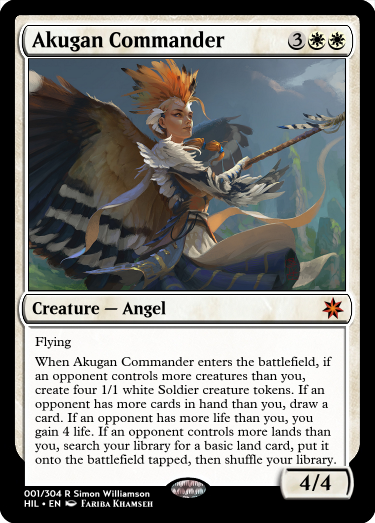 Akugan Commander 3
Creature — Angel
Flying
When Akugan Commander enters the battlefield, if
an opponent controls more creatures than you,
create four 1/1 white Soldier creature tokens. If an
opponent has more cards in hand than you, draw a
card. If an opponent has more life than you, you
gain 4 life. If an opponent controls more lands than
you, search your library for a basic land card, put it
onto the battlefield tapped, then shuffle your library.
4/4
001/304 R Simon Williamson
HIL • EN Fariba Khamseh